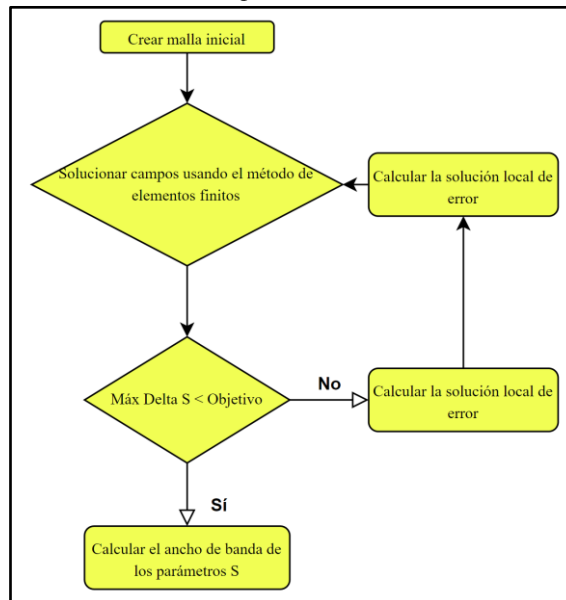 Crear malla inicial
Solucionar campos usando el método de
elementos finitos
Calcular la solución local de
error
Máx Delta S < Objetivo
No
Calcular la solución local de
error
Sí
Calcular el ancho de banda de
los parámetros S